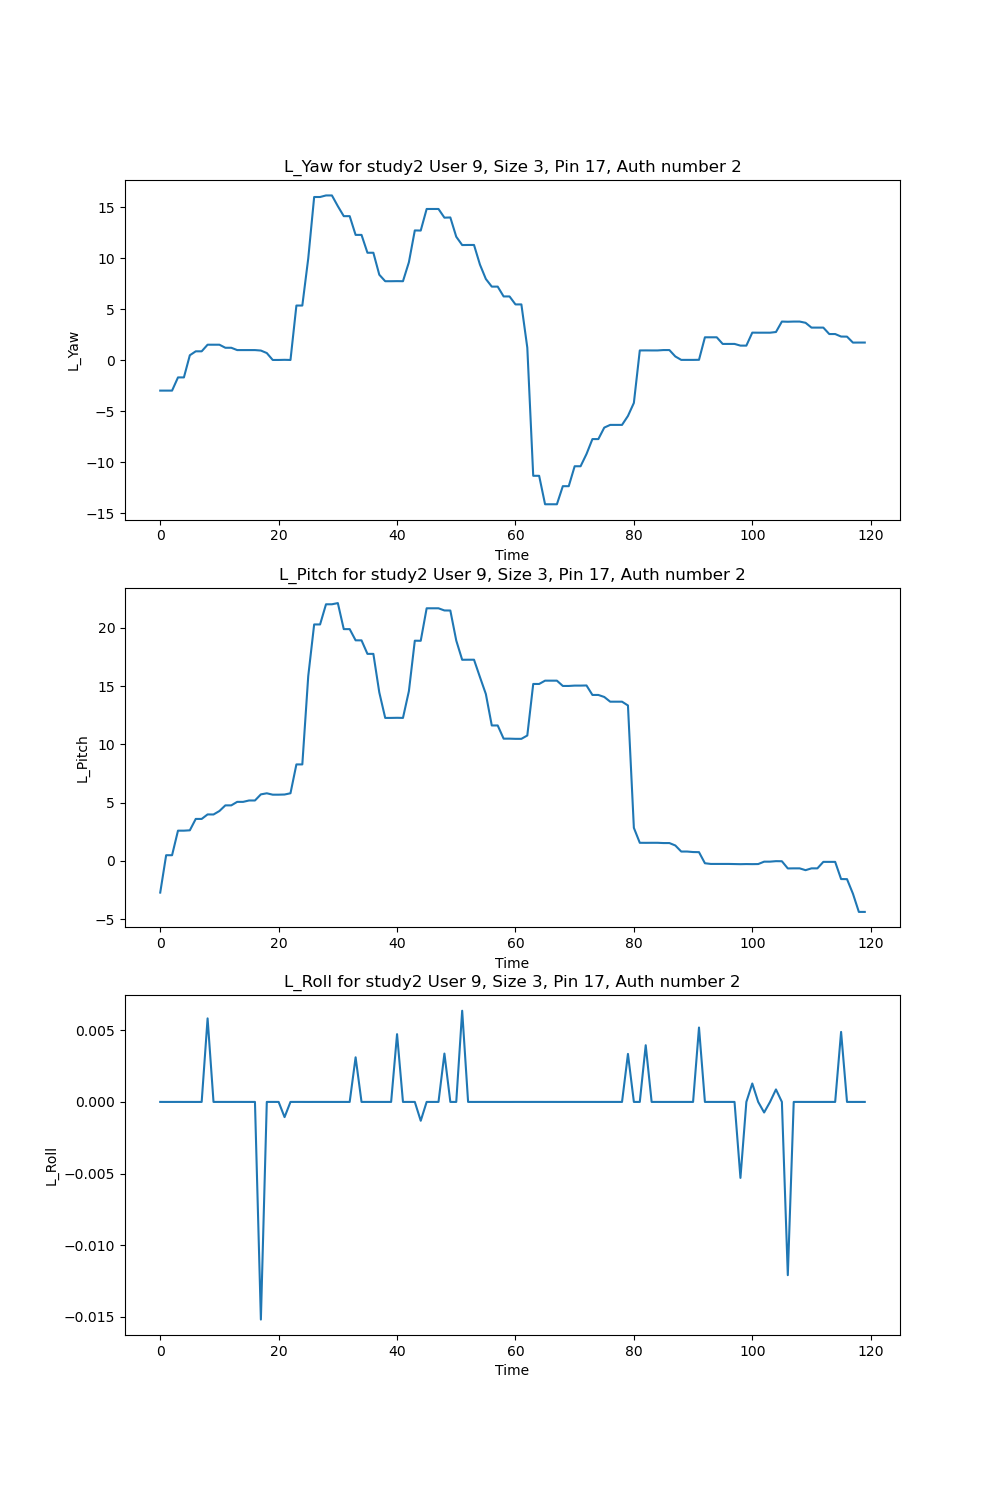 L_Yaw for study2 User 9, Size 3, Pin 17, Auth number 2
15
10
5
0
−5
−10
−15
L_Yaw
0 20 40 60 80 100 120
Time
L_Pitch for study2 User 9, Size 3, Pin 17, Auth number 2
20
15
10
5
0
−5
L_Pitch
0 20 40 60 80 100 120
Time
L_Roll for study2 User 9, Size 3, Pin 17, Auth number 2
0.005
0.000
−0.005
−0.010
−0.015
L_Roll
0 20 40 60 80 100 120
Time